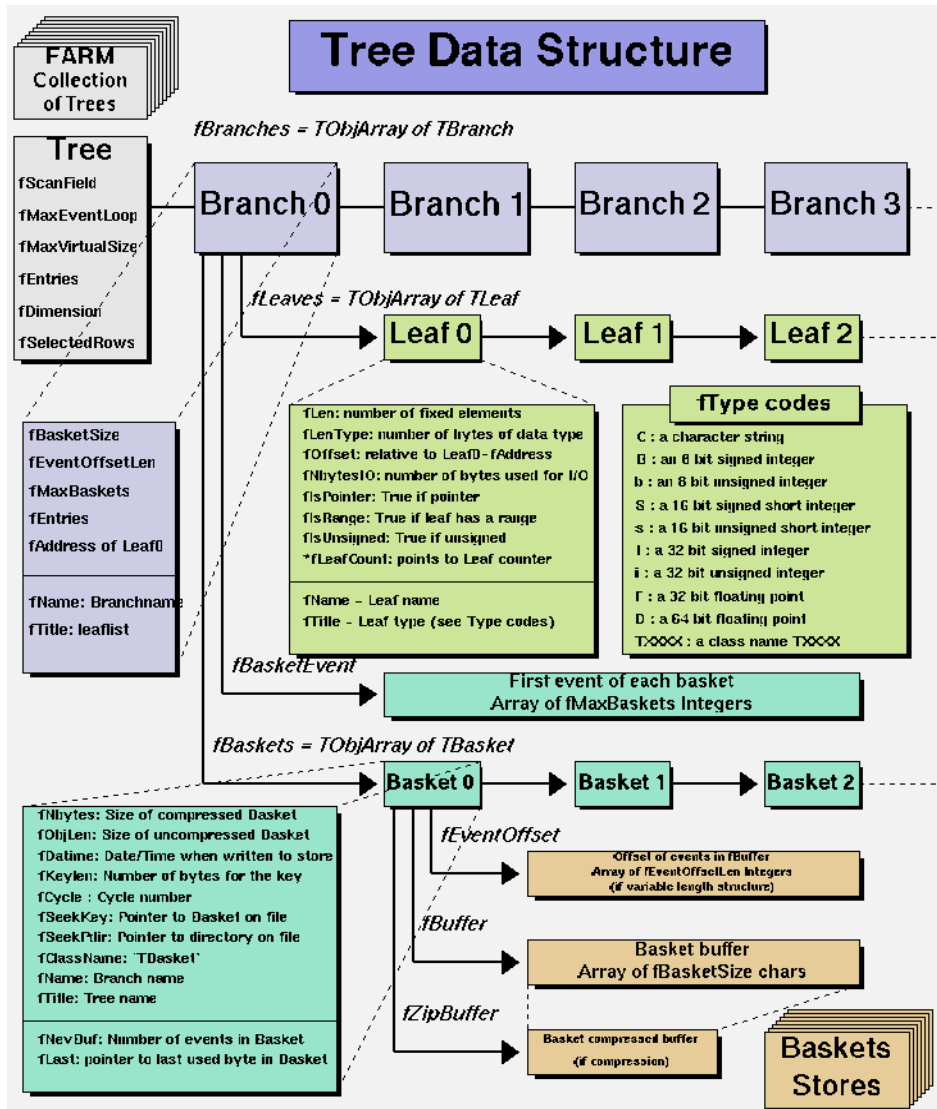 FARM
Collection
of Trees
Tree Data Structure
fBranches = TObjArray of TBranch
Tree
fScanField
fMaxEventLoop
fMaxVirtualSize
fEntries
fDimension
fSelectedRows
Branch 0
Branch 1
Branch 2
Branch 3
fLeaves = TObjArray of TLeaf
Leaf 0
Leaf 1
Leaf 2
fBasketSize
fEventOffsetLen
fMaxBaskets
fEntries
fAddress of Leaf0
fName: Branchname
fTitle: leaflist
fLen: number of fixed elements
fLenType: number of bytes of data type
fOffset: relative to Leaf0-fAddress
fNbytesIO: number of bytes used for I/O
fIsPointer: True if pointer
fIsRange: True if leaf has a range
fIsUnsigned: True if unsigned
*fLeafCount: points to Leaf counter
fName - Leaf name
fTitle - Leaf type (see Type codes)
fType codes
C : a character string
B : an 8 bit signed integer
b : an 8 bit unsigned integer
S : a 16 bit signed short integer
s : a 16 bit unsigned short integer
I : a 32 bit signed integer
i : a 32 bit unsigned integer
F : a 32 bit floating point
D : a 64 bit floating point
TXXXX : a class name TXXXX
fBasketEvent
First event of each basket
Array of fMaxBaskets Integers
fBaskets = TObjArray of TBasket
Basket 0
Basket 1
Basket 2
fNbytes: Size of compressed Basket
fObjLen: Size of uncompressed Basket
fDatime: Date/Time when written to store
fKeylen: Number of bytes for the key
fCycle : Cycle number
fSeekKey: Pointer to Basket on file
fSeekPdir: Pointer to directory on file
fClassName: 'TBasket'
fName: Branch name
fTitle: Tree name
fNevBuf: Number of events in Basket
fLast: pointer to last used byte in Basket
fEventOffset
Offset of events in fBuffer
Array of fEventOffsetLen Integers
(if variable length structure)
fBuffer
Basket buffer
Array of fBasketSize chars
fZipBuffer
Basket compressed buffer
(if compression)
Baskets
Stores